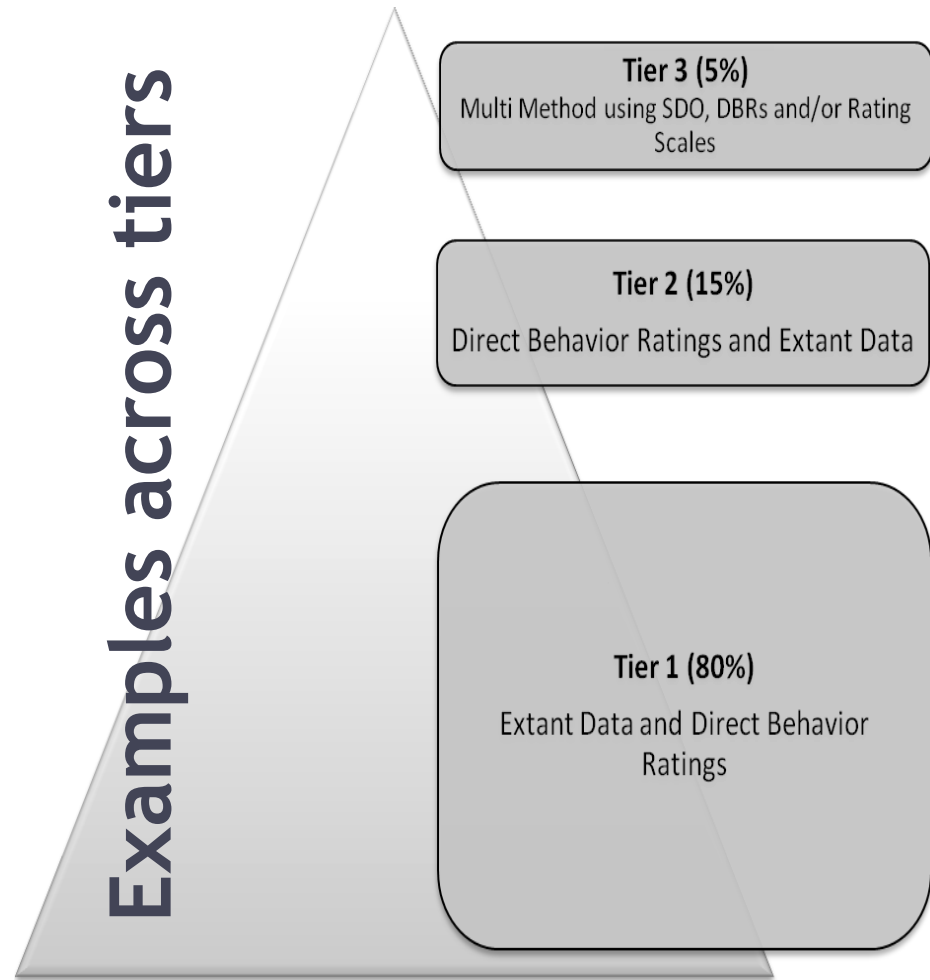 Examples across tiers
Tier 3 (5%)
Multi Method using SDO, DBRs and/or Rating
Scales
Tier 2 (15%)
Direct Behavior Ratings and Extant Data
Tier 1 (80%)
Extant Data and Direct Behavior
Ratings